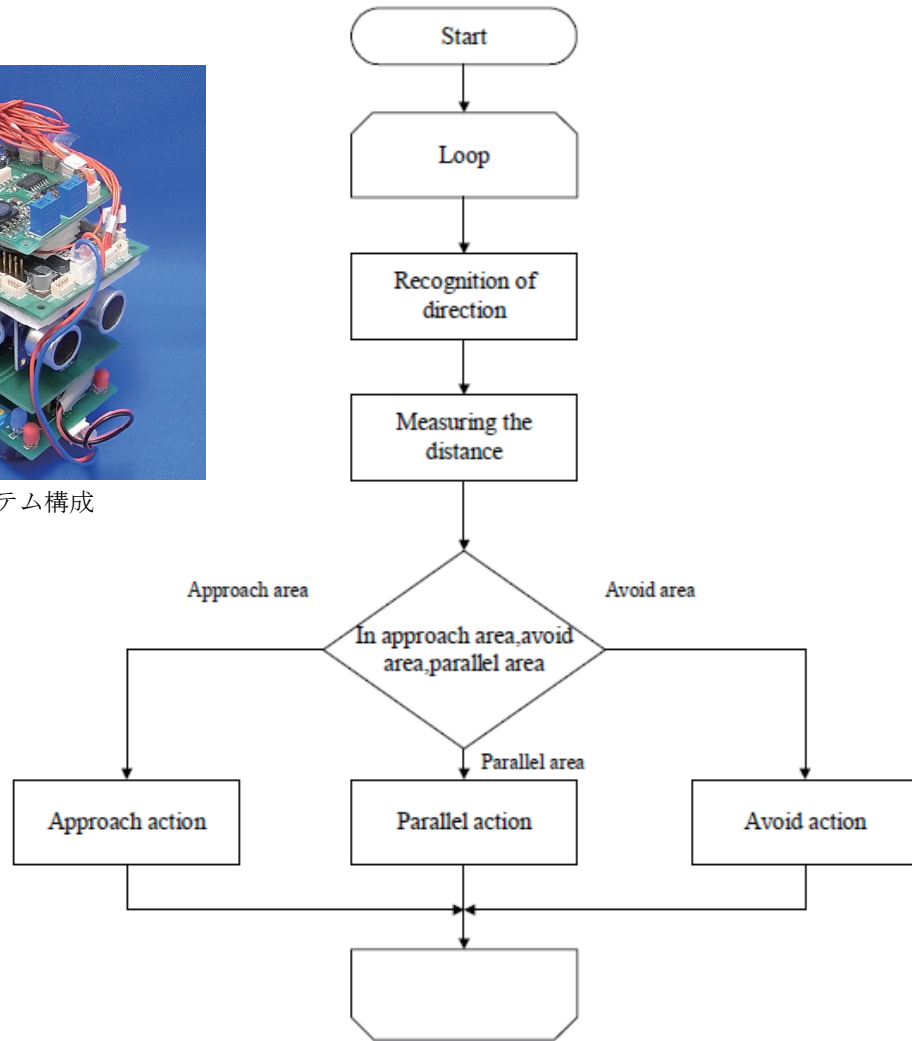 Start
Loop
Recognition of
direction
Measuring the
distance
テム構成
Approach area
Avoid area
In approach area,avoid
area,parallel area
Parallel area
Approach action
Parallel action
Avoid action